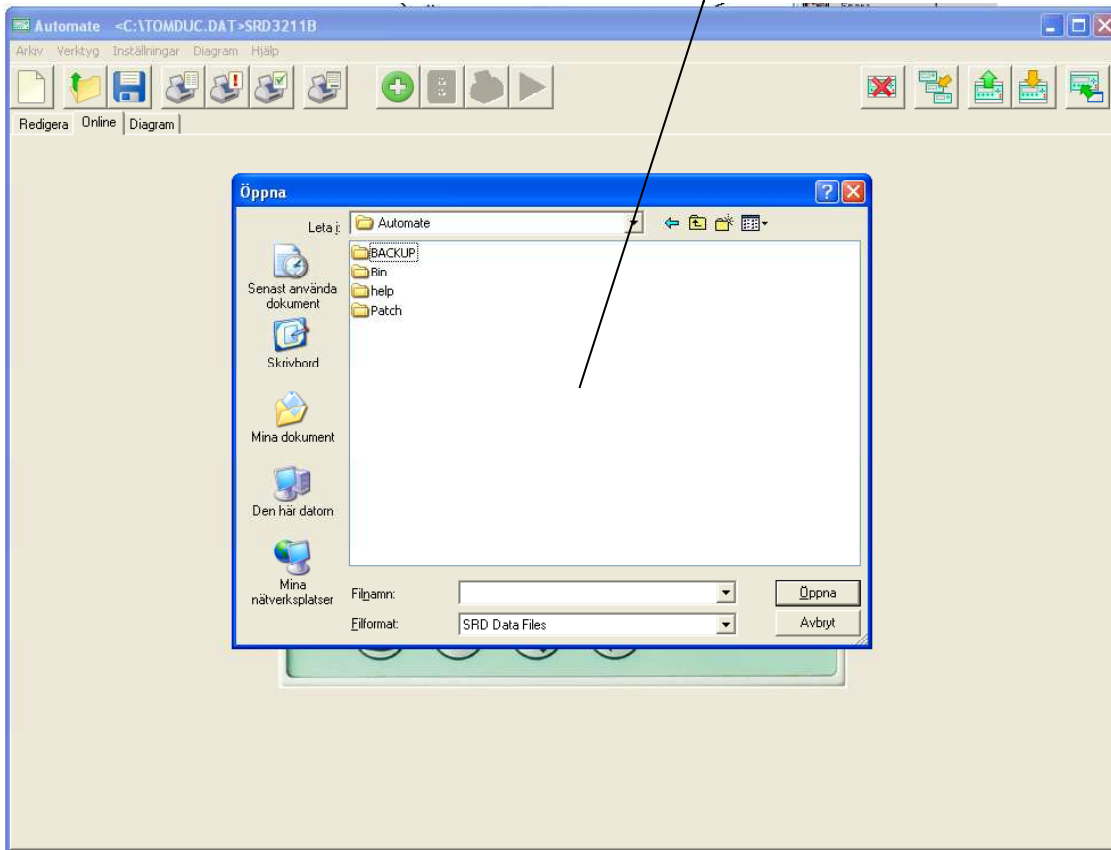 Automate <C:\TOMDUC.DAT>SRD3211B
Arkiv Verktyg Inställningar Diagram Hjälp
Redigera Online Diagram
Öppna
Leta i: Automate
BACKUP
Bin
help
Patch
Senast använda
dokument
Skrivbord
Mina dokument
Den här datorn
Mina
nätverksplatser
Filnamn:
Öppna
Filformat: SRD Data Files
Avbryt